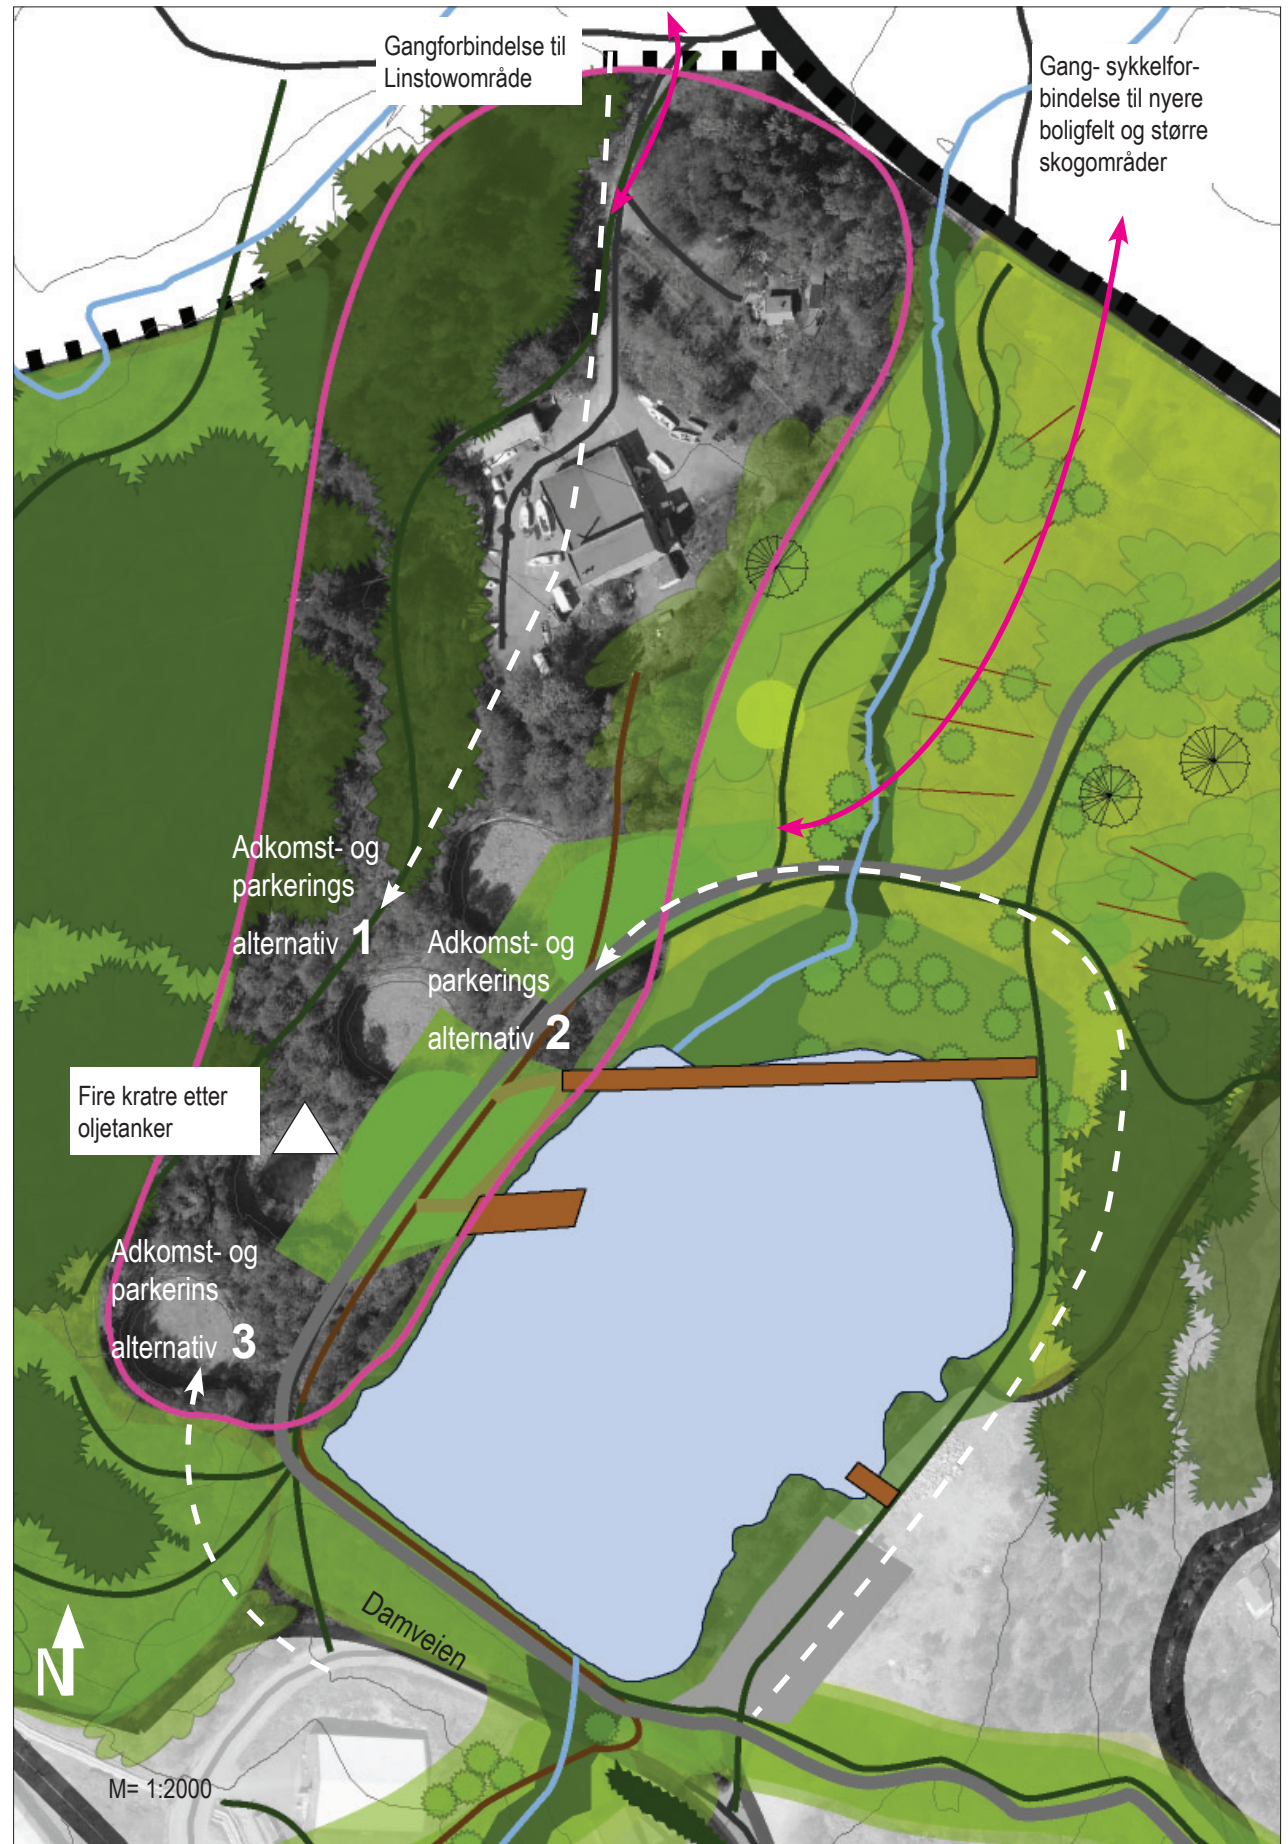 Gangforbindelse til
Linstowområde
Gang- sykkelfor-
bindelse til nyere
boligfelt og større
skogområder
Adkomst- og
parkerings
alternativ 1
Adkomst- og
parkerings
alternativ 2
Fire kratre etter
oljetanker
Adkomst- og
parkerins
alternativ 3
Damveien
N
M= 1:2000